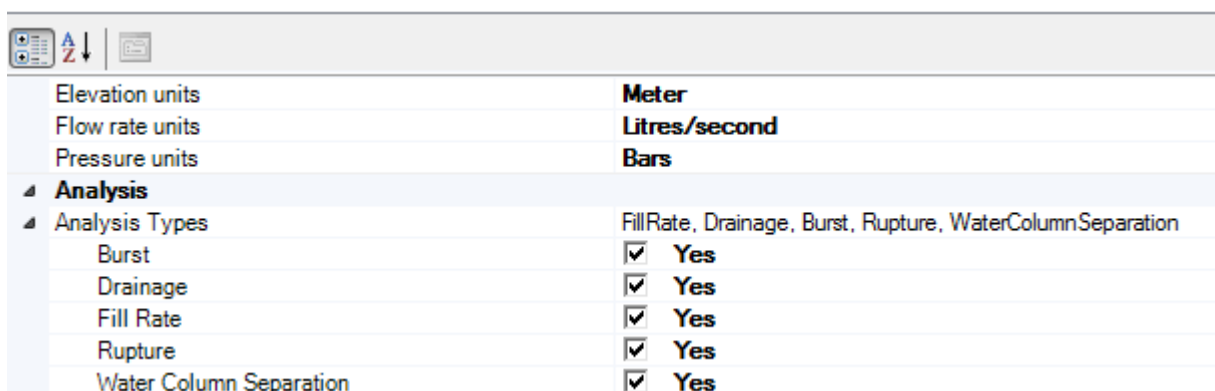 A
Z
Elevation units Meter
Flow rate units Litres/second
Pressure units Bars
Analysis
Analysis Types FillRate, Drainage, Burst, Rupture, WaterColumnSeparation
Burst Yes
Drainage Yes
Fill Rate Yes
Rupture Yes
Water Column Separation Yes